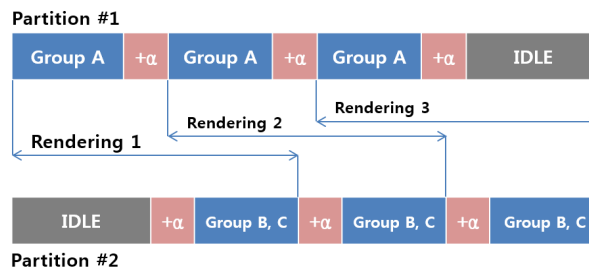 Partition #1
Group A +α Group A +α Group A +α IDLE
Rendering 3
Rendering 2
Rendering 1
IDLE +α Group B, C +α Group B, C +α Group B, C
Partition #2